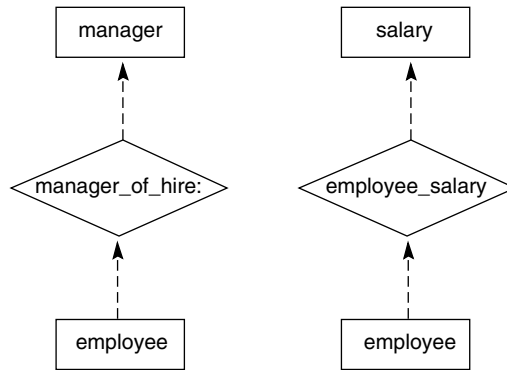 manager
salary
manager_of_hire:
employee_salary
employee
employee